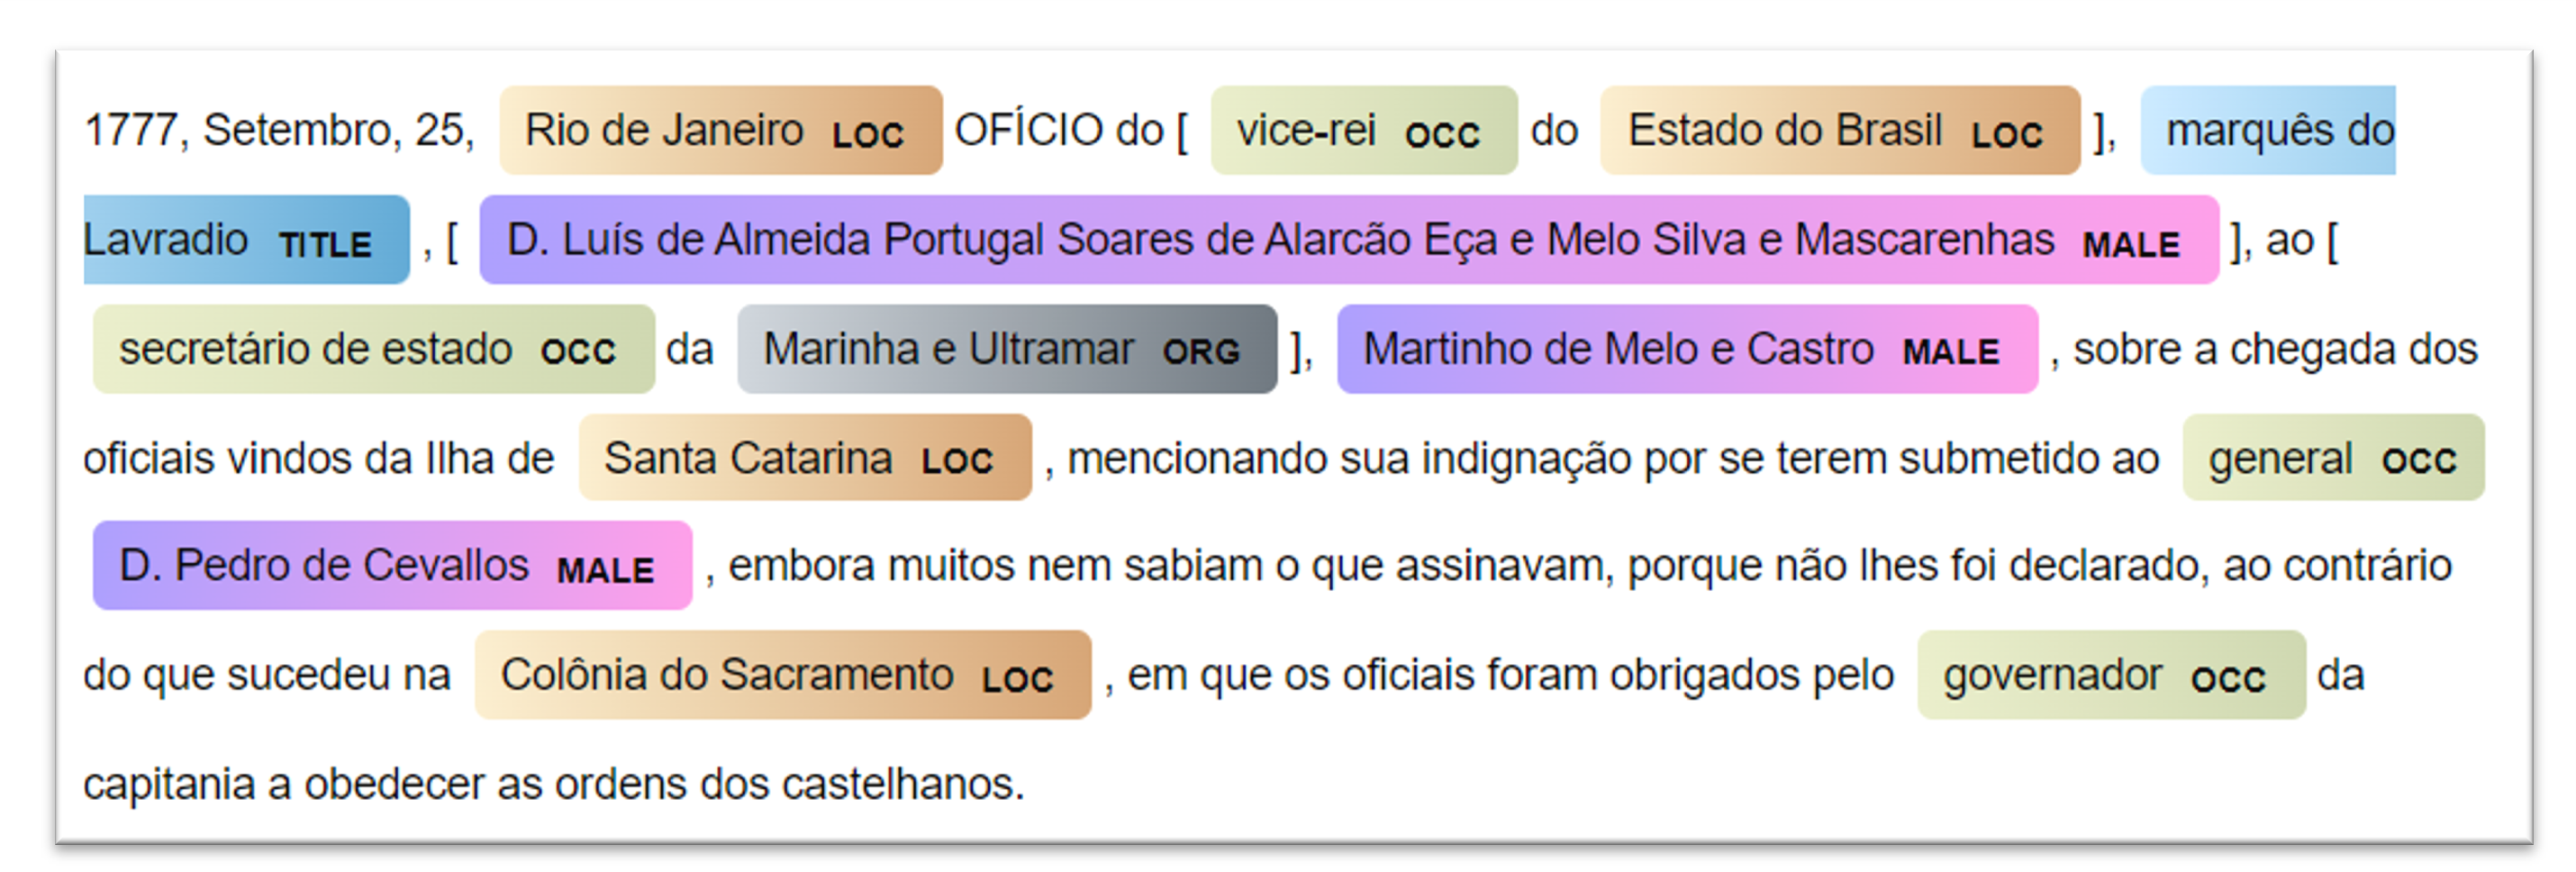 1777, Setembro, 25, Rio de Janeiro LOC OFÍCIO do [ vice-rei OCC do Estado do Brasil LOC ], marquês do
Lavradio TITLE , [ D. Luís de Almeida Portugal Soares de Alarcão Eça e Melo Silva e Mascarenhas MALE ], ao [
secretário de estado OCC da Marinha e Ultramar ORG ], Martinho de Melo e Castro MALE , sobre a chegada dos
oficiais vindos da Ilha de Santa Catarina LOC , mencionando sua indignação por se terem submetido ao general OCC
D. Pedro de Cevallos MALE , embora muitos nem sabiam o que assinavam, porque não lhes foi declarado, ao contrário
do que sucedeu na Colônia do Sacramento LOC , em que os oficiais foram obrigados pelo governador OCC da
capitania a obedecer as ordens dos castelhanos.